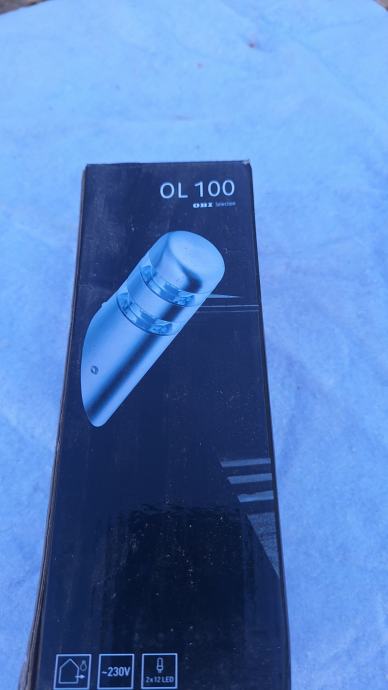 OL 100
OBI Selection
~230V
2x12 LED